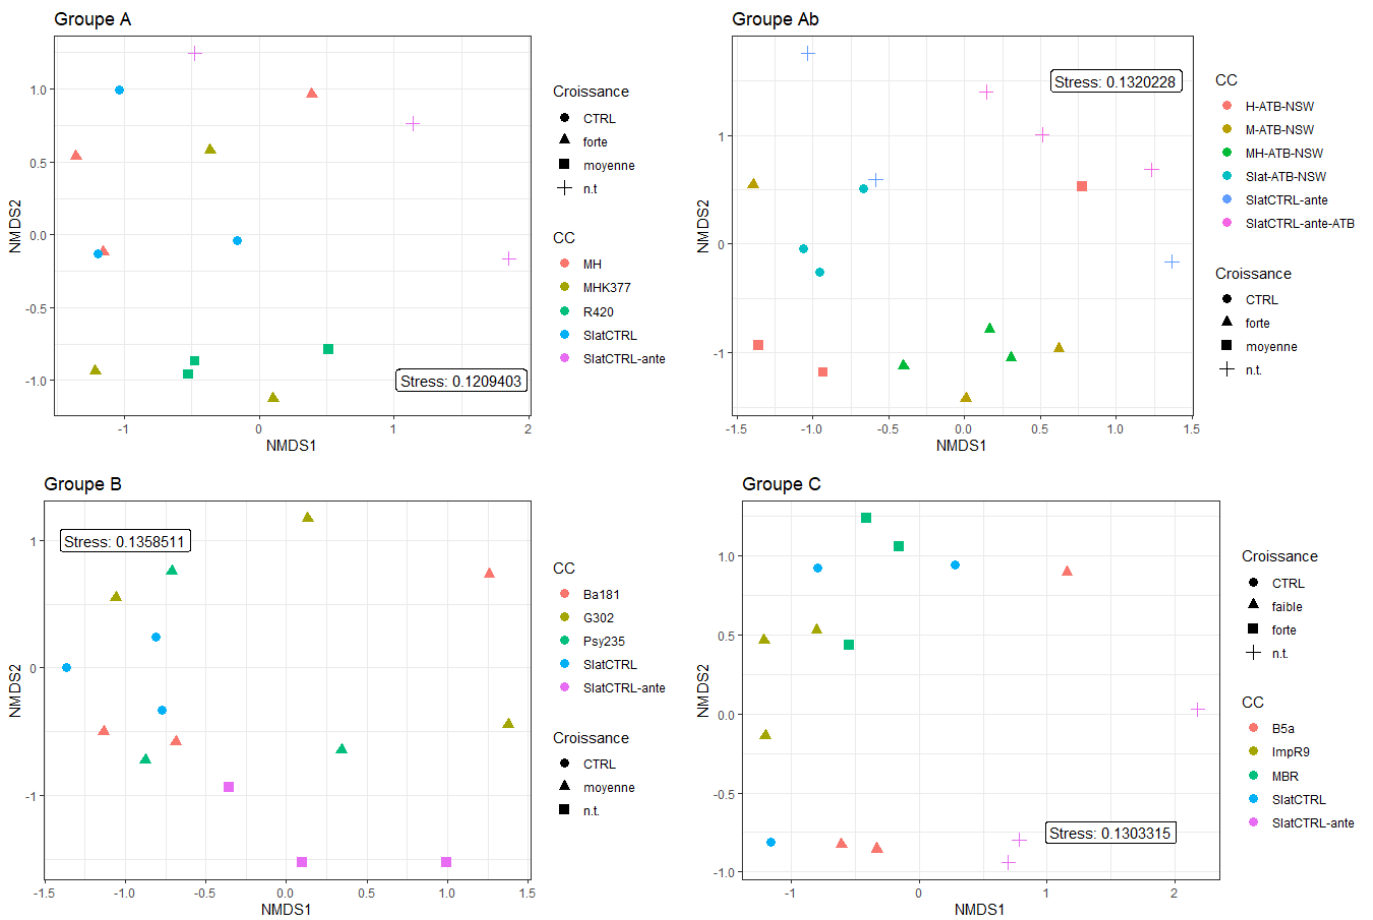 Groupe A
NMDS2
1.0
0.5
0.0
-0.5
-1.0
-1
0
1
2
NMDS1
Stress: 0.1209403
Croissance
CTRL
forte
moyenne
n.t
CC
MH
MHK377
R420
SlatCTRL
SlatCTRL-ante
Groupe Ab
NMDS2
1
0
-1
-1.5
-1.0
-0.5
0.0
0.5
1.0
1.5
NMDS1
Stress: 0.1320228
CC
H-ATB-NSW
M-ATB-NSW
MH-ATB-NSW
Slat-ATB-NSW
SlatCTRL-ante
SlatCTRL-ante-ATB
Croissance
CTRL
forte
moyenne
n.t.
Groupe B
NMDS2
1
0
-1
-1.5
-1.0
-0.5
0.0
0.5
1.0
1.5
NMDS1
Stress: 0.1358511
CC
Ba181
G302
Psy235
SlatCTRL
SlatCTRL-ante
Croissance
CTRL
moyenne
n.t.
Groupe C
NMDS2
1.0
0.5
0.0
-0.5
-1.0
-1
0
1
2
NMDS1
Stress: 0.1303315
Croissance
CTRL
faible
forte
n.t.
CC
B5a
ImpR9
MBR
SlatCTRL
SlatCTRL-ante